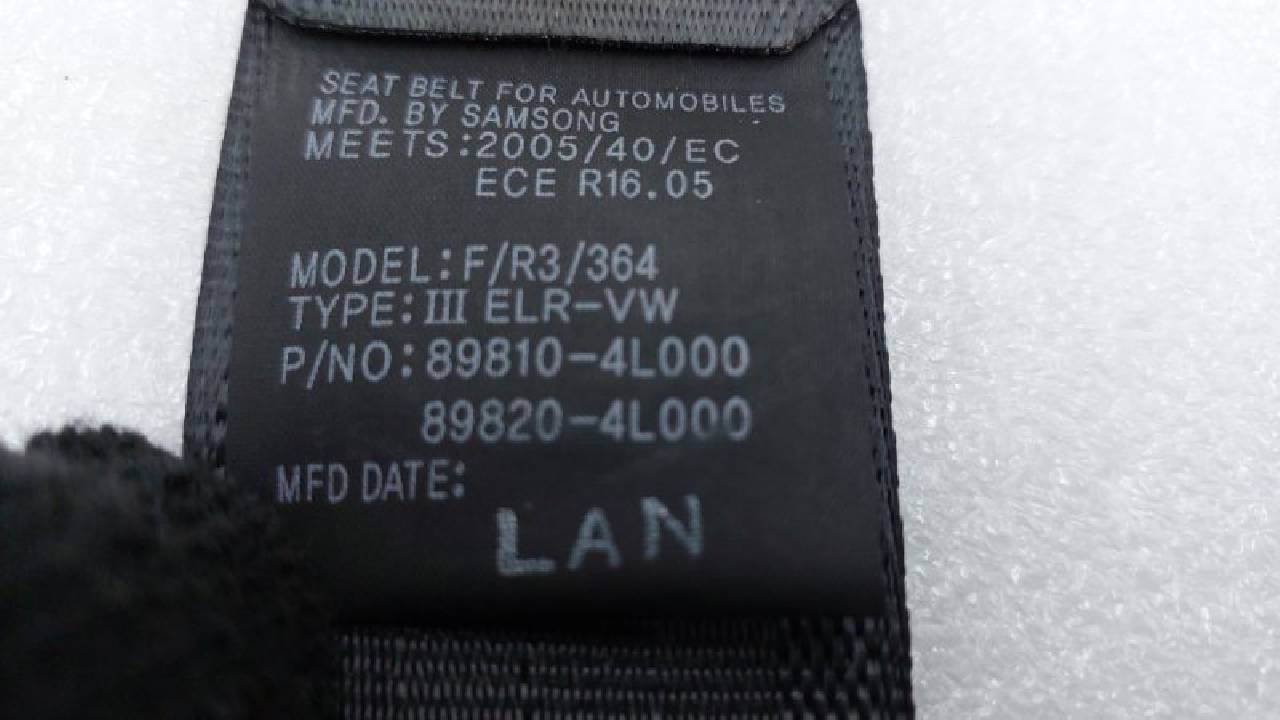 SEAT BELT FOR AUTOMOBILES
MFD. BY SAMSONG
MEETS:2005/40/EC
ECE R16.05
MODEL:F/R3/364
TYPE:III ELR-VW
P/NO:89810-4L000
89820-4L000
MFD DATE:
LAN